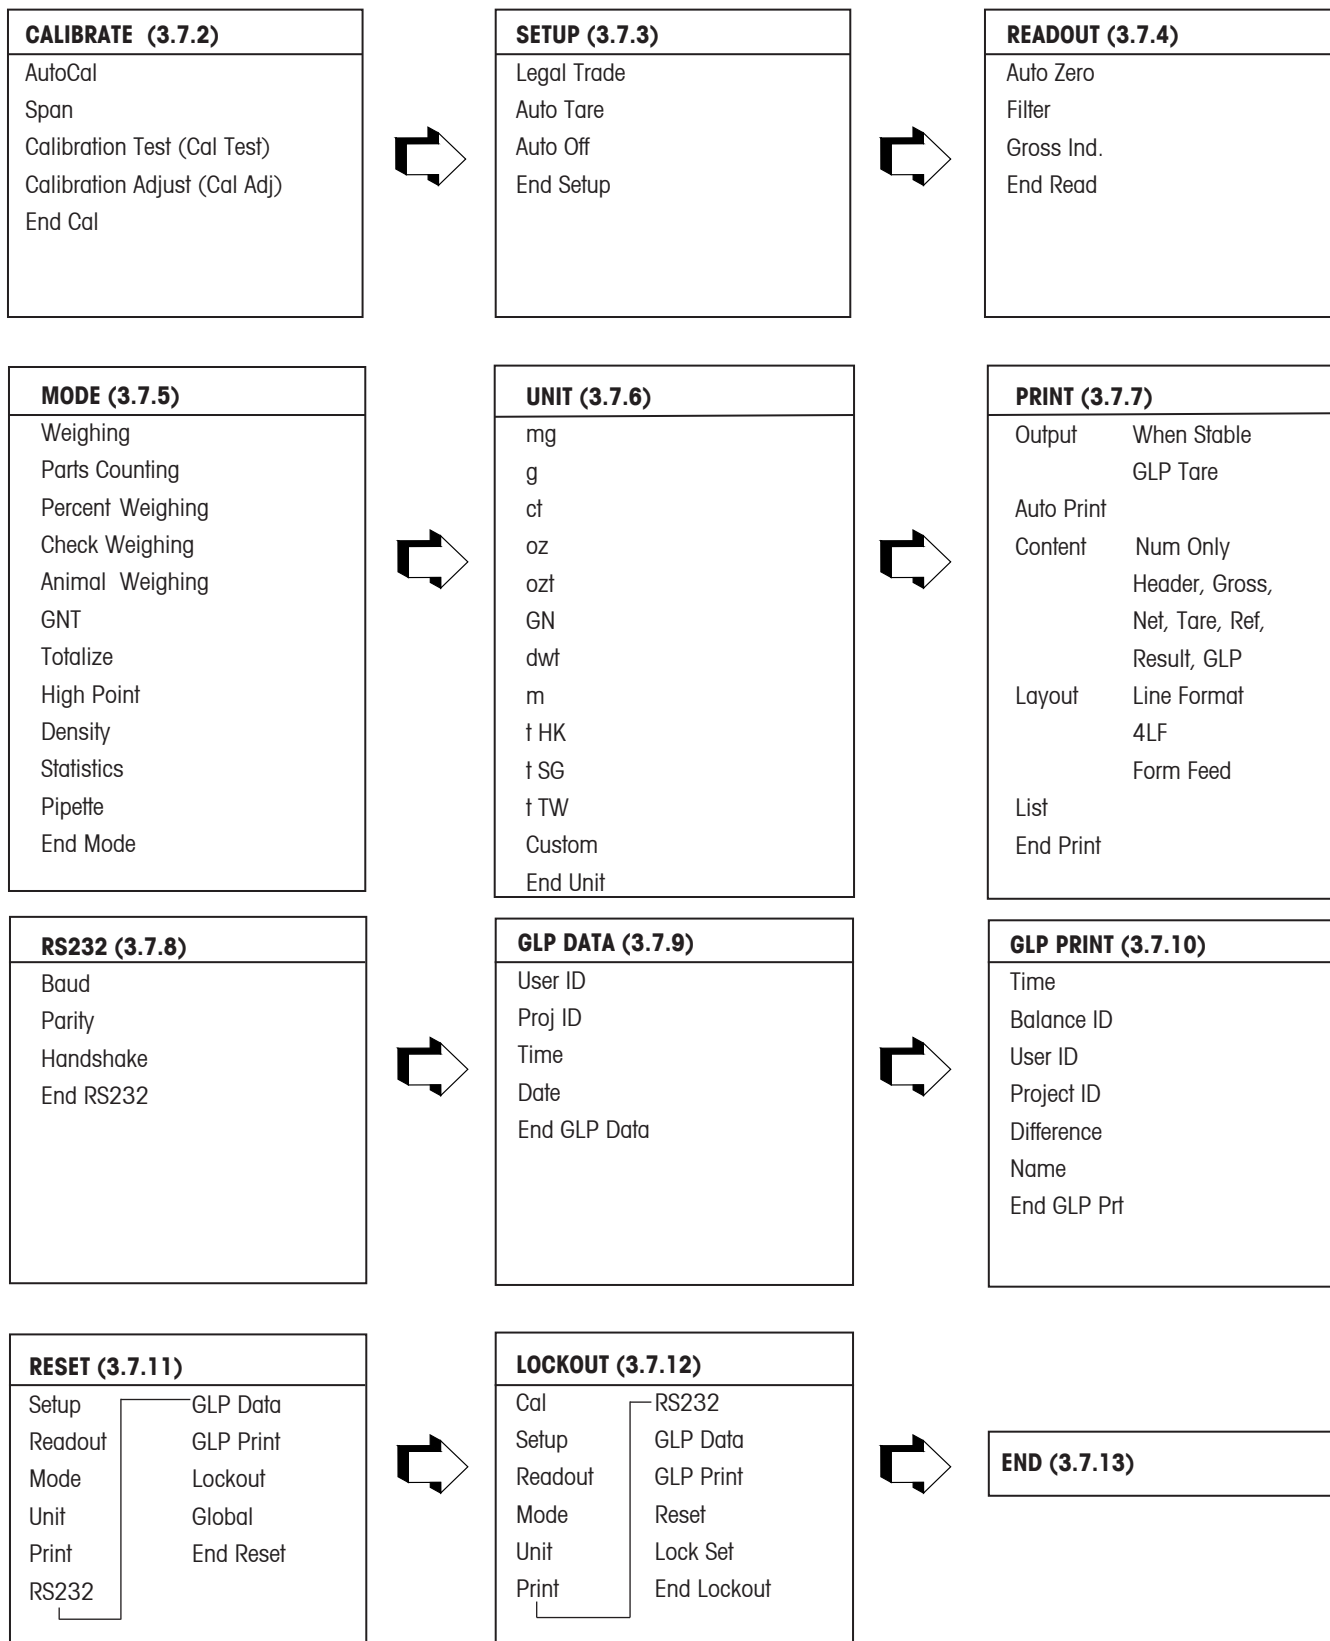 CALIBRATE (3.7.2)
AutoCal
Span
Calibration Test (Cal Test)
Calibration Adjust (Cal Adj)
End Cal
SETUP (3.7.3)
Legal Trade
Auto Tare
Auto Off
End Setup
READOUT (3.7.4)
Auto Zero
Filter
Gross Ind.
End Read
MODE (3.7.5)
Weighing
Parts Counting
Percent Weighing
Check Weighing
Animal Weighing
GNT
Totalize
High Point
Density
Statistics
Pipette
End Mode
UNIT (3.7.6)
mg
g
ct
oz
ozt
GN
dwt
m
t HK
t SG
t TW
Custom
End Unit
PRINT (3.7.7)
Output When Stable
GLP Tare
Auto Print
Content Num Only
Header, Gross,
Net, Tare, Ref,
Result, GLP
Layout Line Format
4LF
Form Feed
List
End Print
RS232 (3.7.8)
Baud
Parity
Handshake
End RS232
GLP DATA (3.7.9)
User ID
Proj ID
Time
Date
End GLP Data
GLP PRINT (3.7.10)
Time
Balance ID
User ID
Project ID
Difference
Name
End GLP Prt
RESET (3.7.11)
Setup
Readout
Mode
Unit
Print
RS232
GLP Data
GLP Print
Lockout
Global
End Reset
LOCKOUT (3.7.12)
Cal
Setup
Readout
Mode
Unit
Print
RS232
GLP Data
GLP Print
Reset
Lock Set
End Lockout
END (3.7.13)